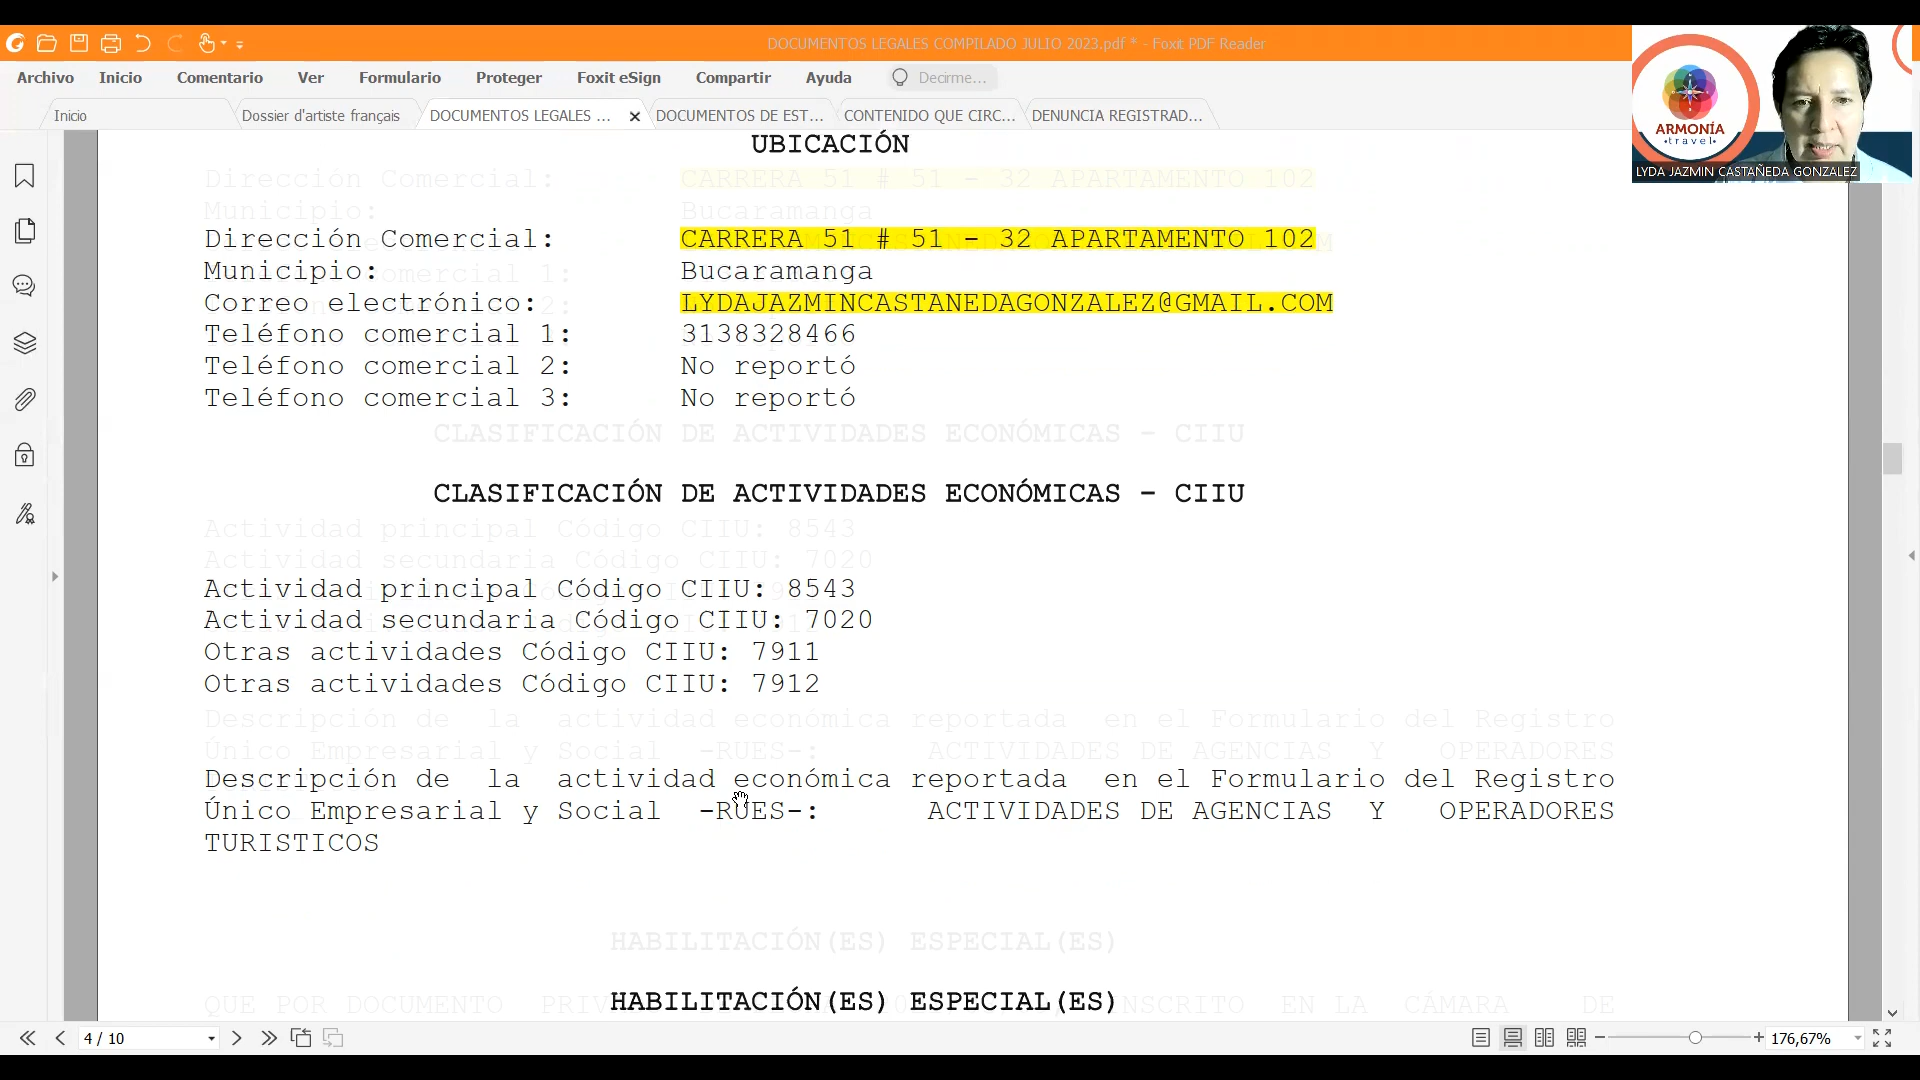 DOCUMENTOS LEGALES COMPILADO JULIO 2023.pdf * - Foxit PDF Reader
Archivo Inicio Comentario Ver Formulario Proteger Foxit eSign Compartir Ayuda Decirme...
Inicio Dossier d'artiste français DOCUMENTOS LEGALES ... DOCUMENTOS DE EST... CONTENIDO QUE CIRC... DENUNCIA REGISTRAD...
ARMONÍA
travel
LYDA JAZMIN CASTAÑEDA GONZALEZ
UBICACIÓN
Dirección Comercial: CARRERA 51 # 51 - 32 APARTAMENTO 102
Municipio: Bucaramanga
Correo electrónico: LYDAJAZMINCASTANEDAGONZALEZ@GMAIL.COM
Teléfono comercial 1: 3138328466
Teléfono comercial 2: No reportó
Teléfono comercial 3: No reportó
CLASIFICACIÓN DE ACTIVIDADES ECONÓMICAS - CIIU
Actividad principal Código CIIU: 8543
Actividad secundaria Código CIIU: 7020
Otras actividades Código CIIU: 7911
Otras actividades Código CIIU: 7912
Descripción de la actividad económica reportada en el Formulario del Registro
Único Empresarial y Social -RUES-: ACTIVIDADES DE AGENCIAS Y OPERADORES
TURISTICOS
HABILITACIÓN(ES) ESPECIAL(ES)
4 / 10
176,67%